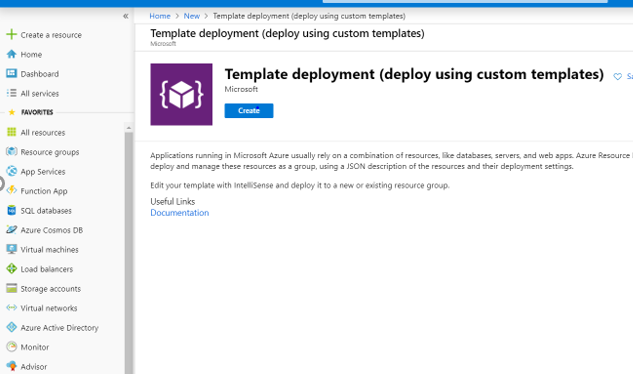 «
Home > New > Template deployment (deploy using custom templates)
Create a resource
Home
Dashboard
All services
FAVORITES
All resources
Resource groups
App Services
Function App
SQL databases
Azure Cosmos DB
Virtual machines
Load balancers
Storage accounts
Virtual networks
Azure Active Directory
Monitor
Advisor
Template deployment (deploy using custom templates)
Microsoft
Template deployment (deploy using custom templates)
Microsoft
Create
Applications running in Microsoft Azure usually rely on a combination of resources, like databases, servers, and web apps. Azure Resource
deploy and manage these resources as a group, using a JSON description of the resources and their deployment settings.
Edit your template with IntelliSense and deploy it to a new or existing resource group.
Useful Links
Documentation